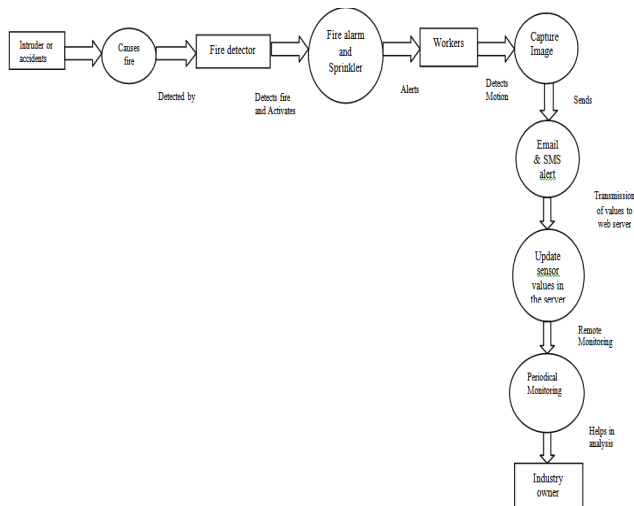 Intruder or
accidents
Causes
fire
Detected by
Fire detector
Detects fire
and Activates
Fire alarm
and
Sprinkler
Alerts
Workers
Detects
Motion
Capture
Image
Sends
Email
& SMS
alert
Transmission
of values to
web server
Update
sensor
values in
the server
Remote
Monitoring
Periodical
Monitoring
Helps in
analysis
Industry
owner